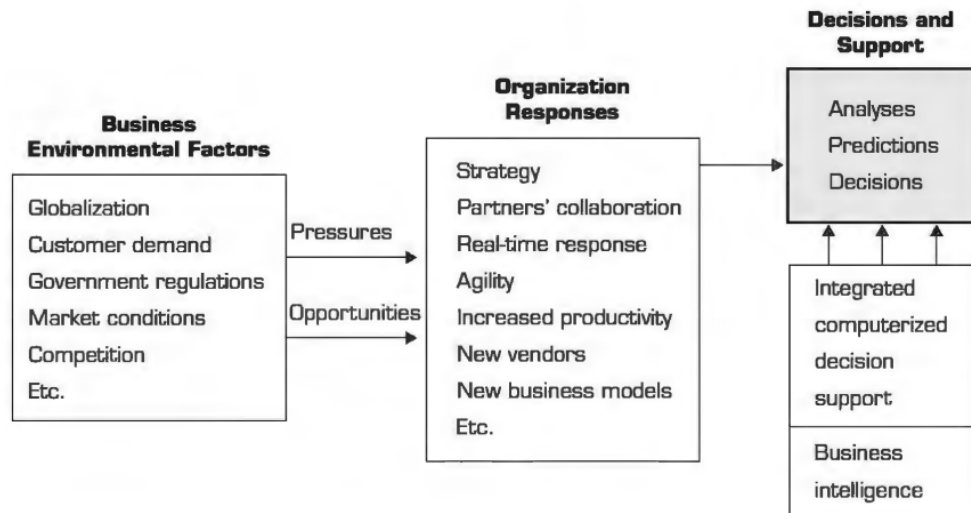 Business
Environmental Factors
Globalization
Customer demand
Government regulations
Market conditions
Competition
Etc.
Pressures
Opportunities
Organization
Responses
Strategy
Partners' collaboration
Real-time response
Agility
Increased productivity
New vendors
New business models
Etc.
Decisions and
Support
Analyses
Predictions
Decisions
Integrated
computerized
decision
support
Business
intelligence